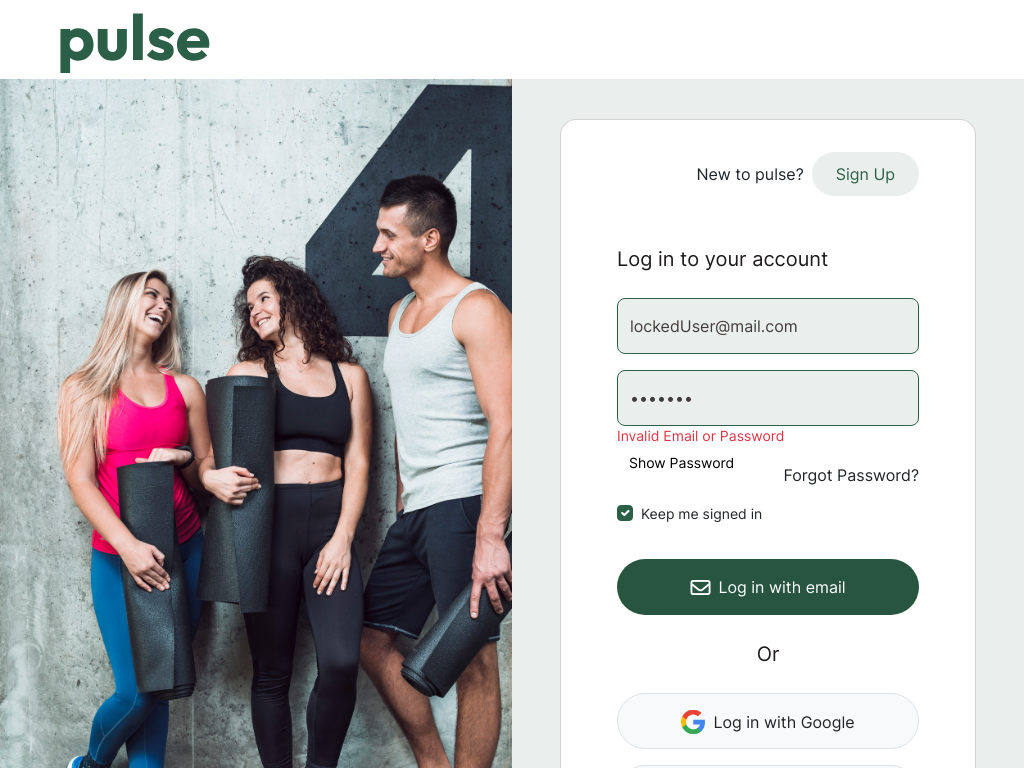 pulse
4
New to pulse? Sign Up
Log in to your account
lockedUser@mail.com
•••••••
Invalid Email or Password
Show Password
Forgot Password?
Keep me signed in
Log in with email
Or
Log in with Google